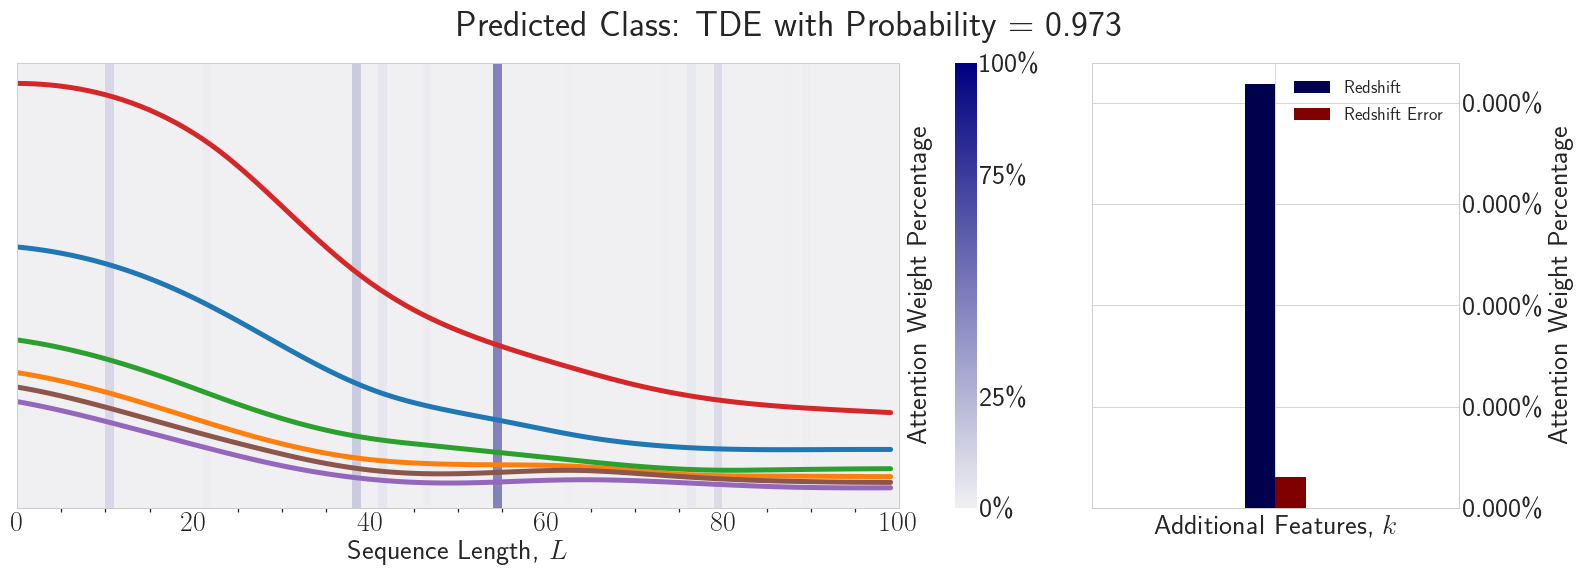 Predicted Class: TDE with Probability = 0.973
0 20 40 60 80 100
Sequence Length, L
Attention Weight Percentage
100%
75%
25%
0%
Redshift
Redshift Error
0.000%
0.000%
0.000%
0.000%
0.000%
Additional Features, k
Attention Weight Percentage